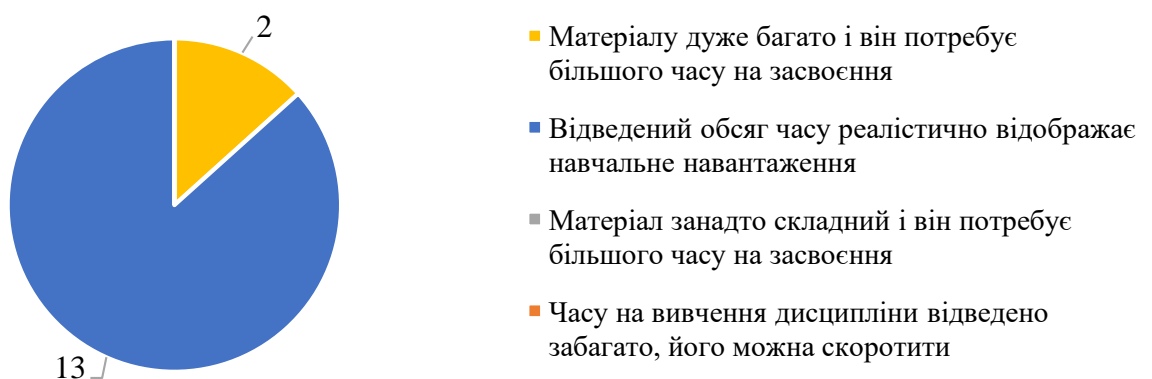 2
13
Матеріалу дуже багато і він потребує
більшого часу на засвоєння
Відведений обсяг часу реалістично відображає
навчальне навантаження
Матеріал занадто складний і він потребує
більшого часу на засвоєння
Часу на вивчення дисципліни відведено
забагато, його можна скоротити